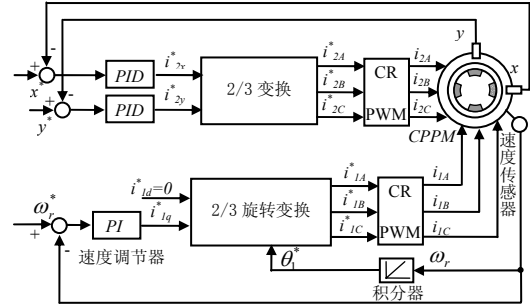 y
x
-
+
x*
PID
i*2x
2/3 变换
i*2A
CR
i2A
-
+
y*
PID
i*2y
i*2B
i2B
i*2C
PWM
i2C
CPPM
速度传感器
i*1d=0
i*1A
CR
i1A
ωr*
+
-
PI
i*1q
2/3 旋转变换
i*1B
i1B
i*1C
PWM
i1C
速度调节器
θ1*
ωr
积分器